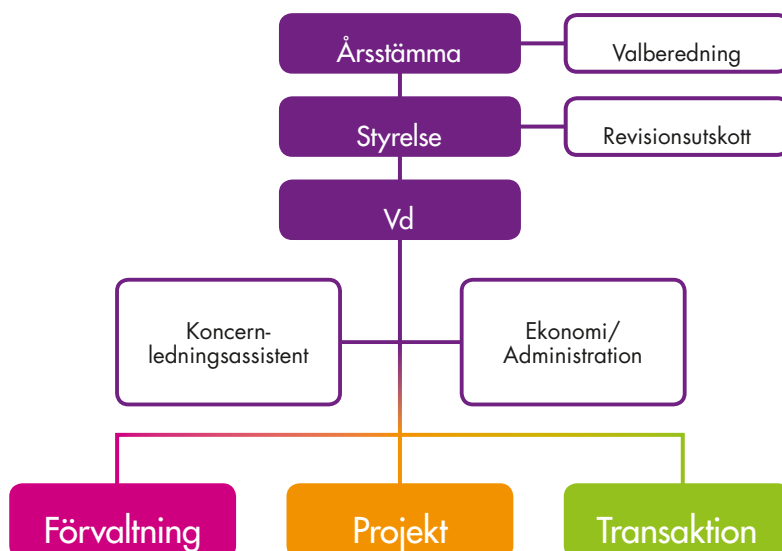 Årsstämma
Valberedning
Styrelse
Revisionsutskott
Vd
Koncern-
ledningsassistent
Ekonomi/
Administration
Förvaltning
Projekt
Transaktion